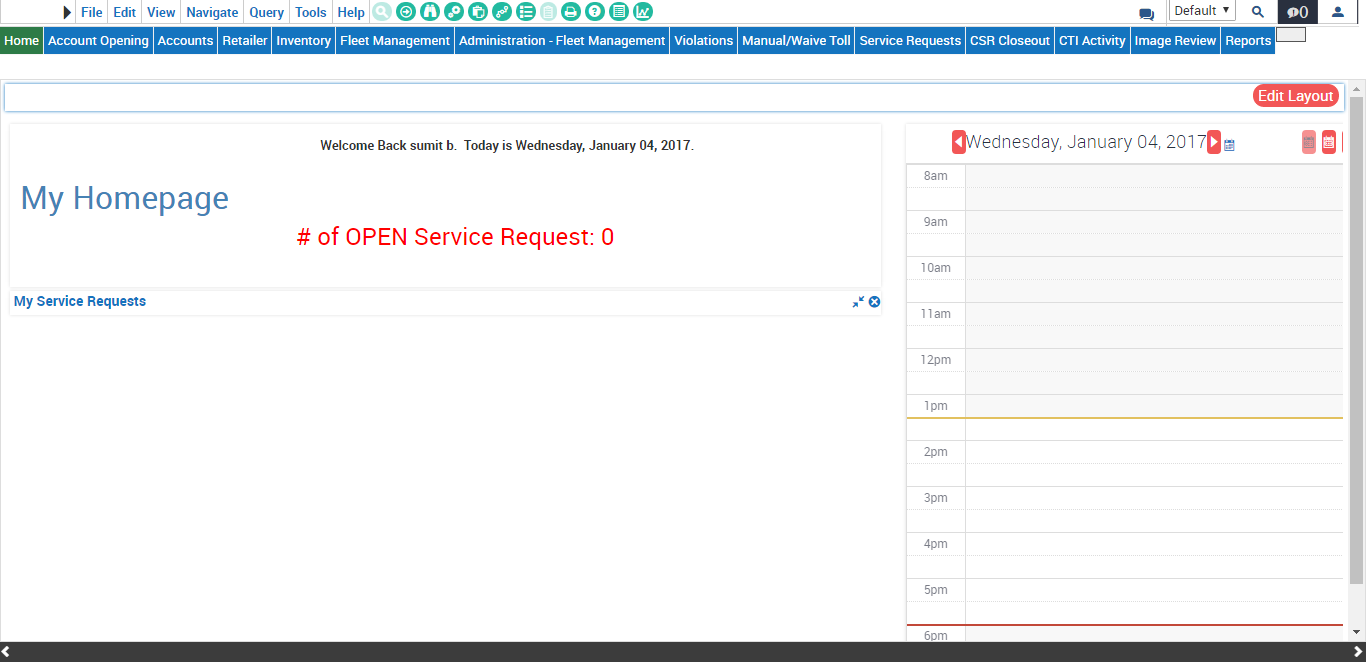 File Edit View Navigate Query Tools Help Default 0
Home Account Opening Accounts Retailer Inventory Fleet Management Administration - Fleet Management Violations Manual/Waive Toll Service Requests CSR Closeout CTI Activity Image Review Reports
Edit Layout
Welcome Back sumit b. Today is Wednesday, January 04, 2017.
My Homepage
# of OPEN Service Request: 0
My Service Requests
Wednesday, January 04, 2017
8am
9am
10am
11am
12pm
1pm
2pm
3pm
4pm
5pm
6pm